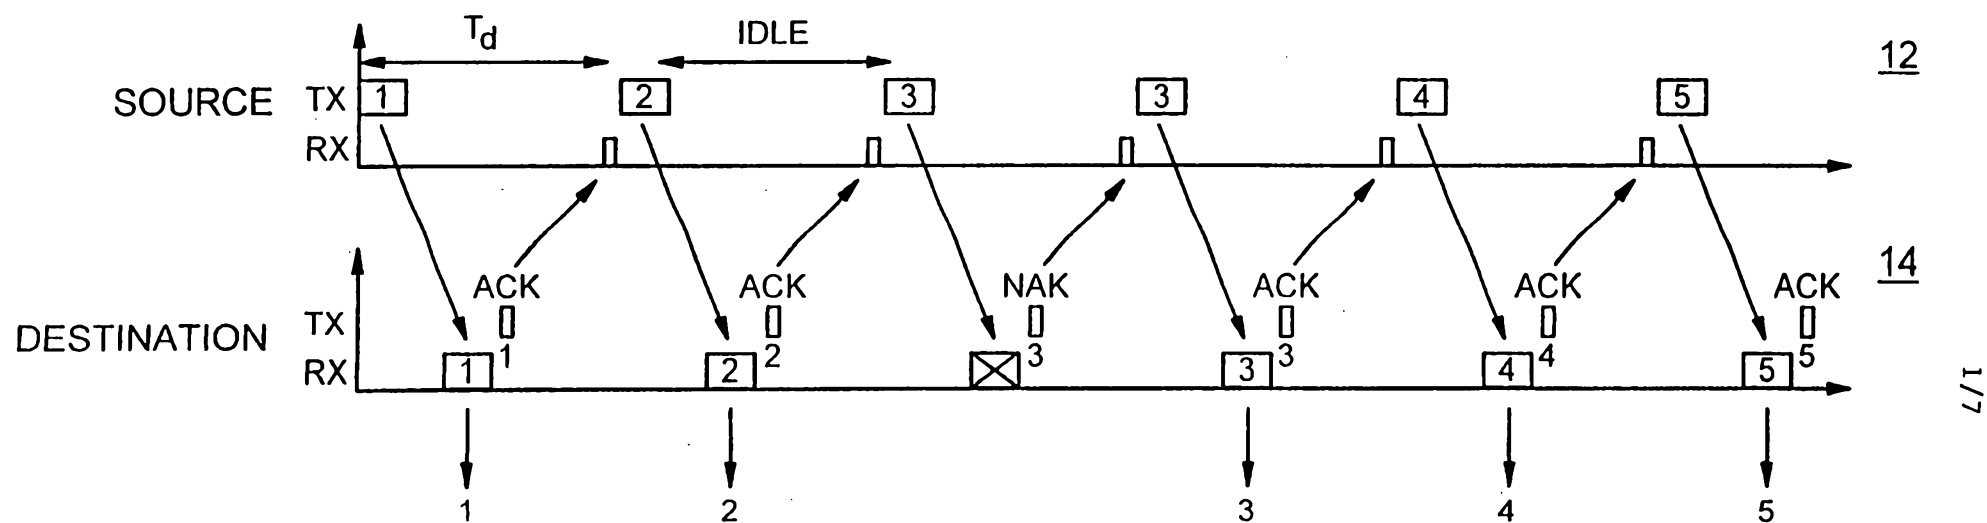 Td IDLE 12
SOURCE TX 1 2 3 3 4 5
RX
14
ACK ACK NAK ACK ACK ACK
DESTINATION TX
1 2 3 3 4 5
RX 1 2 3 4 5
1 2 3 4 5
1/7